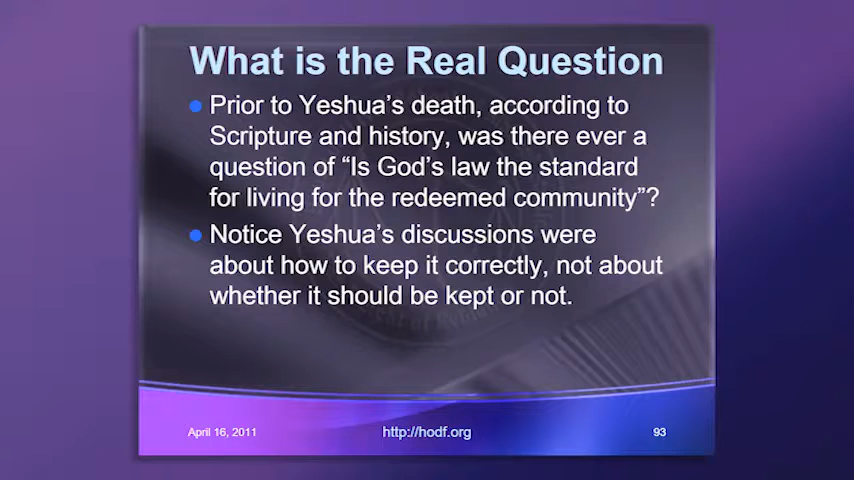 What is the Real Question
Prior to Yeshua's death, according to
Scripture and history, was there ever a
question of “Is God's law the standard
for living for the redeemed community”?
Notice Yeshua's discussions were
about how to keep it correctly, not about
whether it should be kept or not.
April 16, 2011
http://hodf.org
93